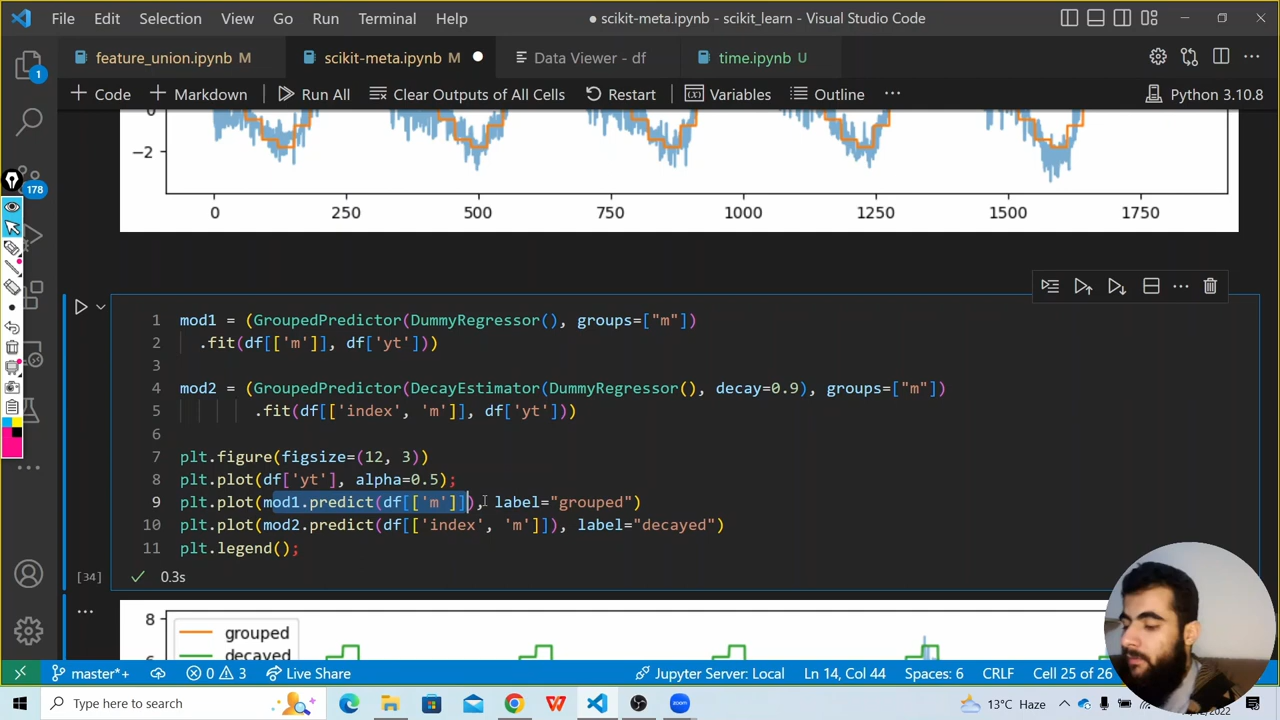 File Edit Selection View Go Run Terminal Help ● scikit-meta.ipynb - scikit_learn - Visual Studio Code
feature_union.ipynb M scikit-meta.ipynb M Data Viewer - df time.ipynb U
Code Markdown Run All Clear Outputs of All Cells Restart Variables Outline ... Python 3.10.8
1
178
0
−2
0 250 500 750 1000 1250 1500 1750
1 mod1 = (GroupedPredictor(DummyRegressor(), groups=["m"])
2 .fit(df[['m']], df['yt']))
3
4 mod2 = (GroupedPredictor(DecayEstimator(DummyRegressor(), decay=0.9), groups=["m"])
5 .fit(df[['index', 'm']], df['yt']))
6
7 plt.figure(figsize=(12, 3))
8 plt.plot(df['yt'], alpha=0.5);
9 plt.plot(mod1.predict(df[['m']]), label="grouped")
10 plt.plot(mod2.predict(df[['index', 'm']]), label="decayed")
11 plt.legend();
[34] 0.3s
8
grouped
decayed
master*+ 0 3 Live Share Jupyter Server: Local Ln 14, Col 44 Spaces: 6 CRLF Cell 25 of 26
Type here to search 13°C Haze